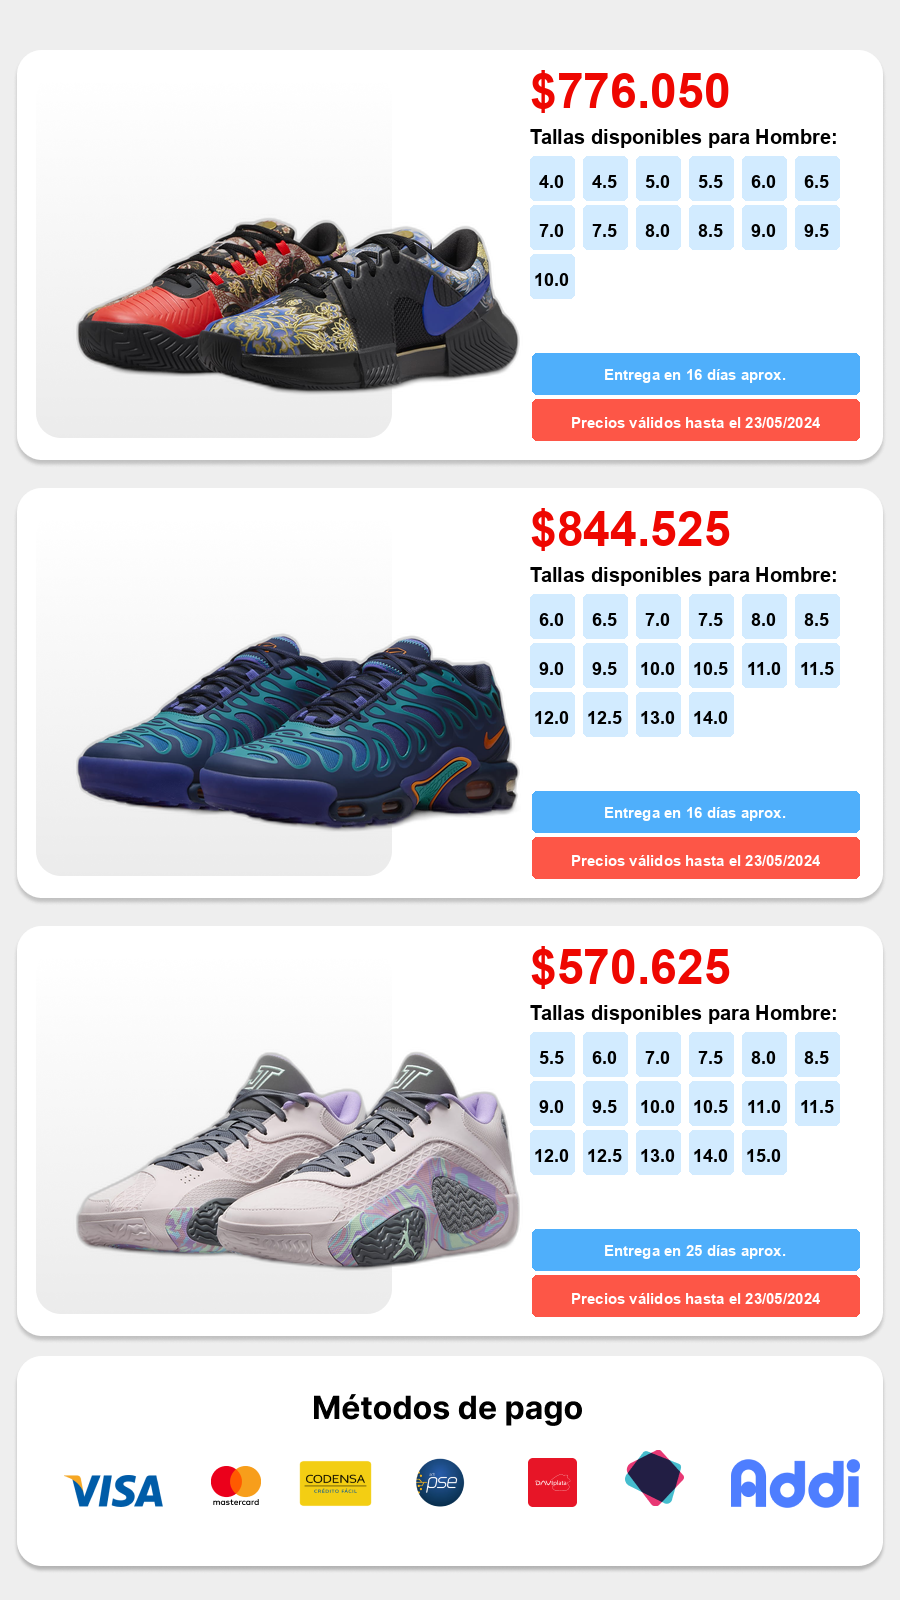 $776.050
Tallas disponibles para Hombre:
4.0 4.5 5.0 5.5 6.0 6.5
7.0 7.5 8.0 8.5 9.0 9.5
10.0
Entrega en 16 días aprox.
Precios válidos hasta el 23/05/2024
$844.525
Tallas disponibles para Hombre:
6.0 6.5 7.0 7.5 8.0 8.5
9.0 9.5 10.0 10.5 11.0 11.5
12.0 12.5 13.0 14.0
Entrega en 16 días aprox.
Precios válidos hasta el 23/05/2024
$570.625
Tallas disponibles para Hombre:
5.5 6.0 7.0 7.5 8.0 8.5
9.0 9.5 10.0 10.5 11.0 11.5
12.0 12.5 13.0 14.0 15.0
Entrega en 25 días aprox.
Precios válidos hasta el 23/05/2024
Métodos de pago
VISA
mastercard
CODENSA
CRÉDITO FÁCIL
pse
DAVIplata
Addi